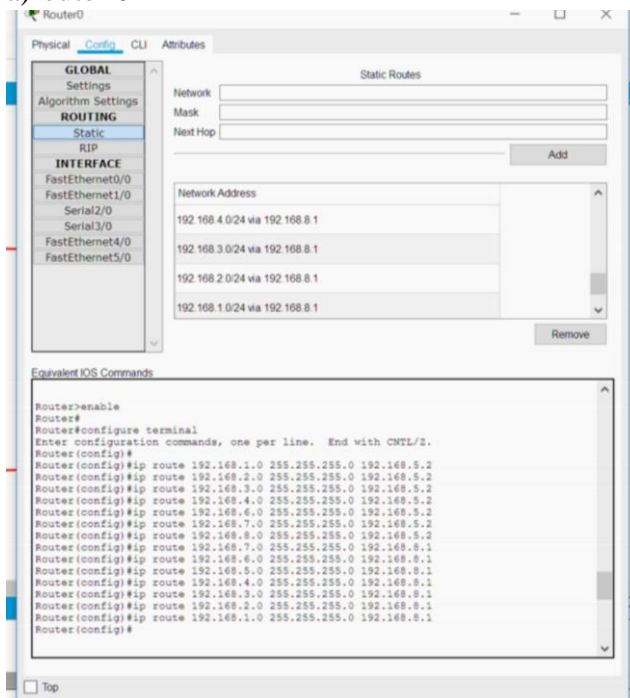 Router0
Physical Config CLI Attributes
GLOBAL
Settings
Algorithm Settings
ROUTING
Static
RIP
INTERFACE
FastEthernet0/0
FastEthernet1/0
Serial2/0
Serial3/0
FastEthernet4/0
FastEthernet5/0
Static Routes
Network
Mask
Next Hop
Add
Network Address
192.168.4.0/24 via 192.168.8.1
192.168.3.0/24 via 192.168.8.1
192.168.2.0/24 via 192.168.8.1
192.168.1.0/24 via 192.168.8.1
Remove
Equivalent IOS Commands
Router>enable
Router#
Router#configure terminal
Enter configuration commands, one per line. End with CNTL/Z.
Router(config)#
Router(config)#ip route 192.168.1.0 255.255.255.0 192.168.5.2
Router(config)#ip route 192.168.2.0 255.255.255.0 192.168.5.2
Router(config)#ip route 192.168.3.0 255.255.255.0 192.168.5.2
Router(config)#ip route 192.168.4.0 255.255.255.0 192.168.5.2
Router(config)#ip route 192.168.6.0 255.255.255.0 192.168.5.2
Router(config)#ip route 192.168.7.0 255.255.255.0 192.168.5.2
Router(config)#ip route 192.168.8.0 255.255.255.0 192.168.5.2
Router(config)#ip route 192.168.7.0 255.255.255.0 192.168.8.1
Router(config)#ip route 192.168.6.0 255.255.255.0 192.168.8.1
Router(config)#ip route 192.168.5.0 255.255.255.0 192.168.8.1
Router(config)#ip route 192.168.4.0 255.255.255.0 192.168.8.1
Router(config)#ip route 192.168.3.0 255.255.255.0 192.168.8.1
Router(config)#ip route 192.168.2.0 255.255.255.0 192.168.8.1
Router(config)#ip route 192.168.1.0 255.255.255.0 192.168.8.1
Router(config)#
Top